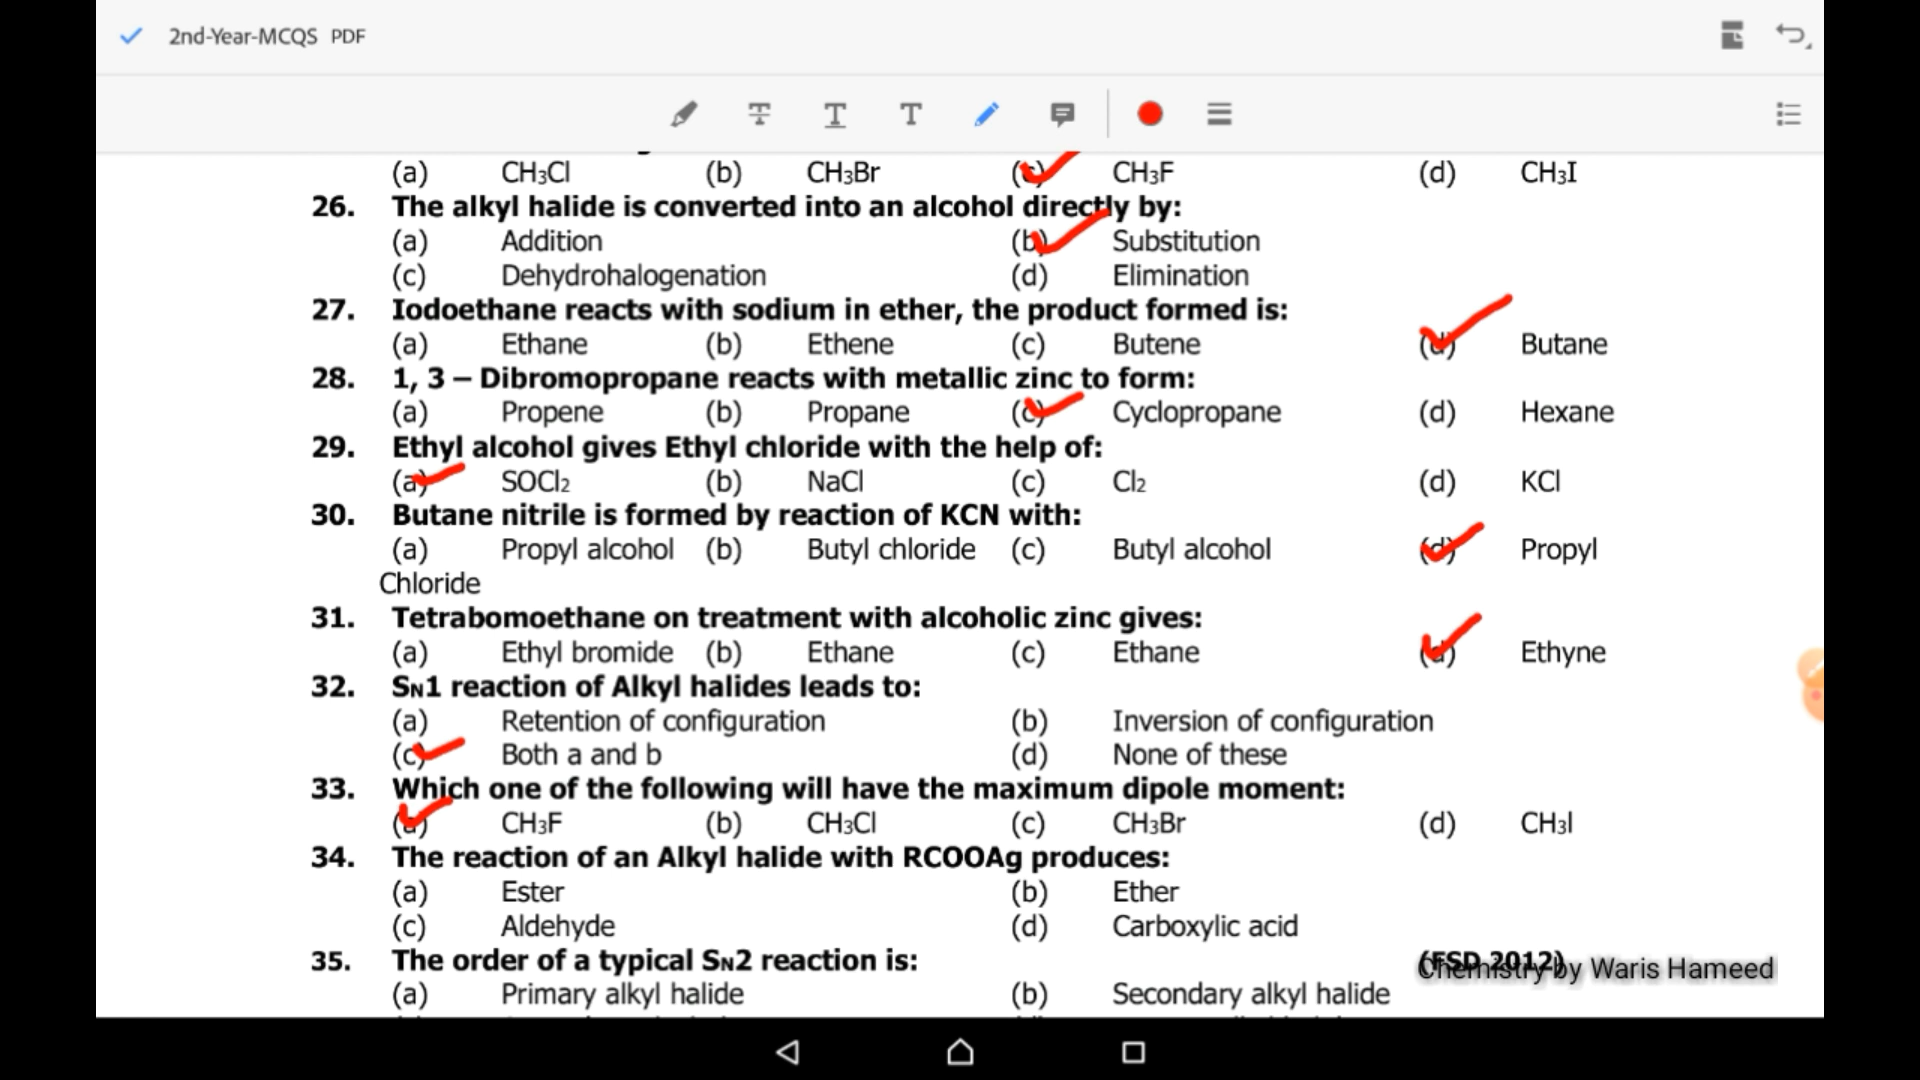 2nd-Year-MCQS PDF
(a) CH₃Cl (b) CH₃Br (c) CH₃F (d) CH₃I
26. The alkyl halide is converted into an alcohol directly by:
(a) Addition (b) Substitution
(c) Dehydrohalogenation (d) Elimination
27. Iodoethane reacts with sodium in ether, the product formed is:
(a) Ethane (b) Ethene (c) Butene (d) Butane
28. 1, 3 – Dibromopropane reacts with metallic zinc to form:
(a) Propene (b) Propane (c) Cyclopropane (d) Hexane
29. Ethyl alcohol gives Ethyl chloride with the help of:
(a) SOCl₂ (b) NaCl (c) Cl₂ (d) KCl
30. Butane nitrile is formed by reaction of KCN with:
(a) Propyl alcohol (b) Butyl chloride (c) Butyl alcohol (d) Propyl
Chloride
31. Tetrabomoethane on treatment with alcoholic zinc gives:
(a) Ethyl bromide (b) Ethane (c) Ethane (d) Ethyne
32. SN1 reaction of Alkyl halides leads to:
(a) Retention of configuration (b) Inversion of configuration
(c) Both a and b (d) None of these
33. Which one of the following will have the maximum dipole moment:
(a) CH₃F (b) CH₃Cl (c) CH₃Br (d) CH₃l
34. The reaction of an Alkyl halide with RCOOAg produces:
(a) Ester (b) Ether
(c) Aldehyde (d) Carboxylic acid
35. The order of a typical SN2 reaction is: (FSD 2012)
Chemistry by Waris Hameed
(a) Primary alkyl halide (b) Secondary alkyl halide